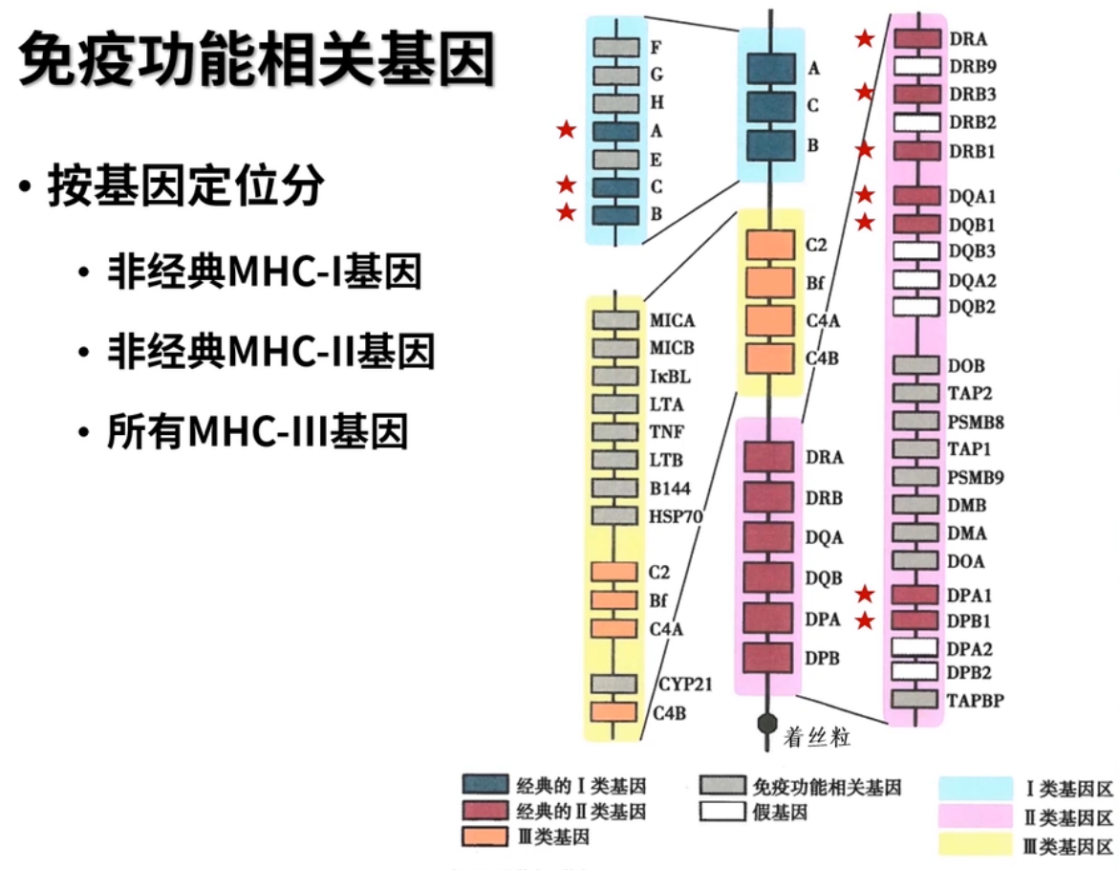 免疫功能相关基因
• 按基因定位分
• 非经典MHC-I基因
• 非经典MHC-II基因
• 所有MHC-III基因
F
G
H
A
E
C
B
MICA
MICB
IκBL
LTA
TNF
LTB
B144
HSP70
C2
Bf
C4A
CYP21
C4B
A
C
B
C2
Bf
C4A
C4B
DRA
DRB
DQA
DQB
DPA
DPB
着丝粒
DRA
DRB9
DRB3
DRB2
DRB1
DQA1
DQB1
DQB3
DQA2
DQB2
DOB
TAP2
PSMB8
TAP1
PSMB9
DMB
DMA
DOA
DPA1
DPB1
DPA2
DPB2
TAPBP
经典的Ⅰ类基因
经典的Ⅱ类基因
Ⅲ类基因
免疫功能相关基因
假基因
Ⅰ类基因区
Ⅱ类基因区
Ⅲ类基因区